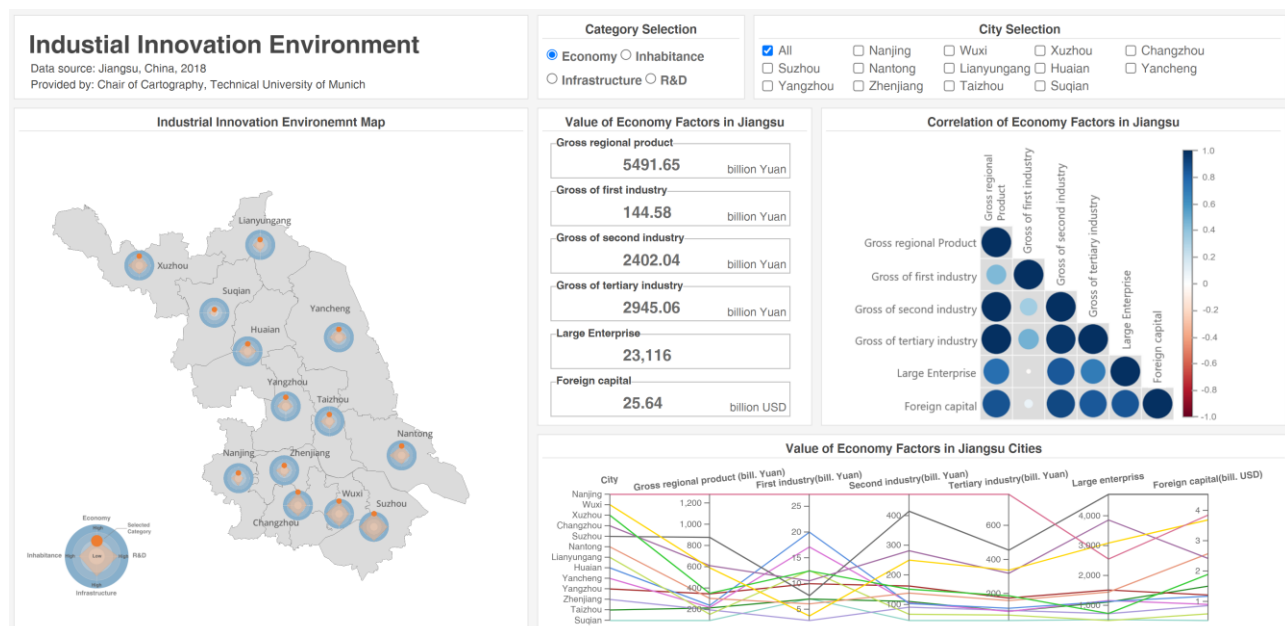 Industial Innovation Environment
Data source: Jiangsu, China, 2018
Provided by: Chair of Cartography, Technical University of Munich
Category Selection
Economy Inhabitance
Infrastructure R&D
City Selection
All Nanjing Wuxi Xuzhou Changzhou
Suzhou Nantong Lianyungang Huaian Yancheng
Yangzhou Zhenjiang Taizhou Suqian
Industrial Innovation Environemnt Map
Lianyungang
Xuzhou
Suqian
Yancheng
Huaian
Yangzhou
Taizhou
Nantong
Nanjing
Zhenjiang
Wuxi
Suzhou
Changzhou
Economy
Selected
Category
High
Inhabitance
High
Low
High
R&D
High
Infrastructure
Value of Economy Factors in Jiangsu
Gross regional product
5491.65 billion Yuan
Gross of first industry
144.58 billion Yuan
Gross of second industry
2402.04 billion Yuan
Gross of tertiary industry
2945.06 billion Yuan
Large Enterprise
23,116
Foreign capital
25.64 billion USD
Correlation of Economy Factors in Jiangsu
Gross regional
Product
Gross of first industry
Gross of second industry
Gross of tertiary industry
Large Enterprise
Foreign capital
Gross regional Product
Gross of first industry
Gross of second industry
Gross of tertiary industry
Large Enterprise
Foreign capital
1.0
0.8
0.6
0.4
0.2
0
-0.2
-0.4
-0.6
-0.8
-1.0
Value of Economy Factors in Jiangsu Cities
City
Gross regional product (bill. Yuan)
First industry(bill. Yuan)
Second industry(bill. Yuan)
Tertiary industry(bill. Yuan)
Large enterpriss
Foreign capital(bill. USD)
Nanjing
Wuxi
Xuzhou
Changzhou
Suzhou
Nantong
Lianyungang
Huaian
Yancheng
Yangzhou
Zhenjiang
Taizhou
Suqian
1,200
1,000
800
600
400
200
25
20
15
10
5
400
300
200
100
600
400
200
4,000
3,000
2,000
1,000
4
3
2
1